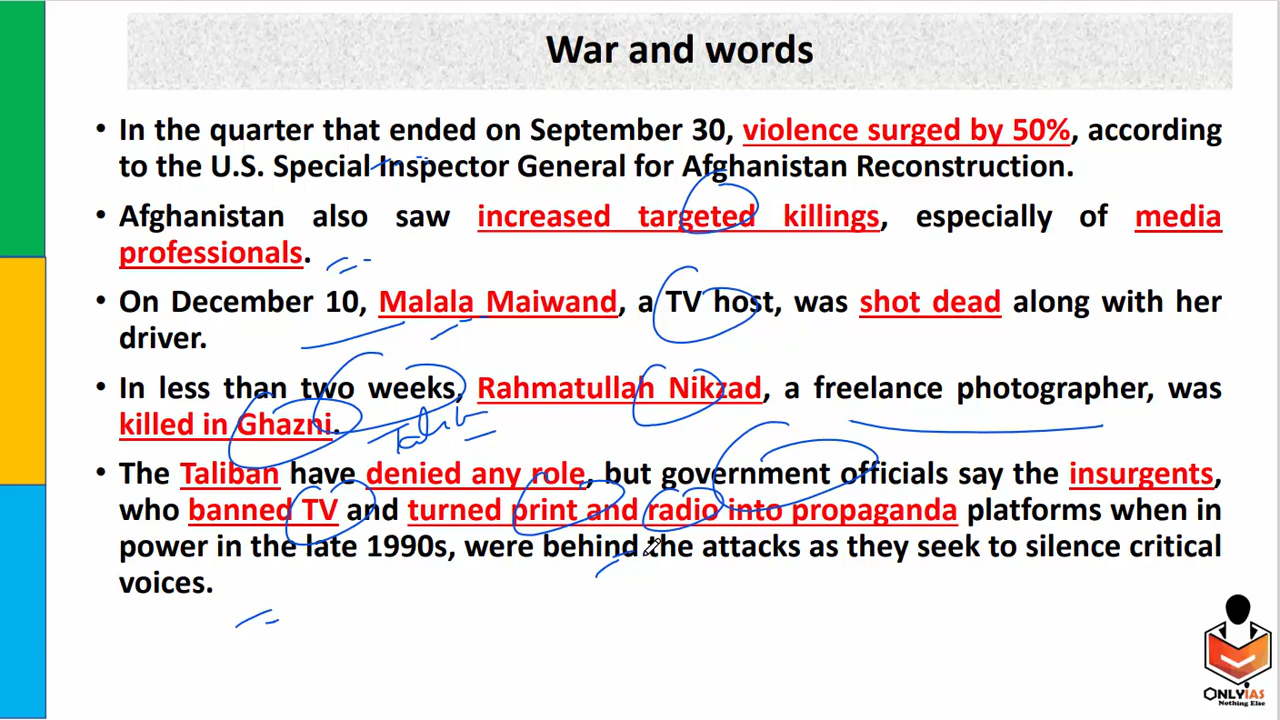 War and words
• In the quarter that ended on September 30, violence surged by 50%, according
to the U.S. Special Inspector General for Afghanistan Reconstruction.
• Afghanistan also saw increased targeted killings, especially of media
professionals.
• On December 10, Malala Maiwand, a TV host, was shot dead along with her
driver.
• In less than two weeks, Rahmatullah Nikzad, a freelance photographer, was
killed in Ghazni.
• The Taliban have denied any role, but government officials say the insurgents,
who banned TV and turned print and radio into propaganda platforms when in
power in the late 1990s, were behind the attacks as they seek to silence critical
voices.
ONLYIAS
Nothing Else